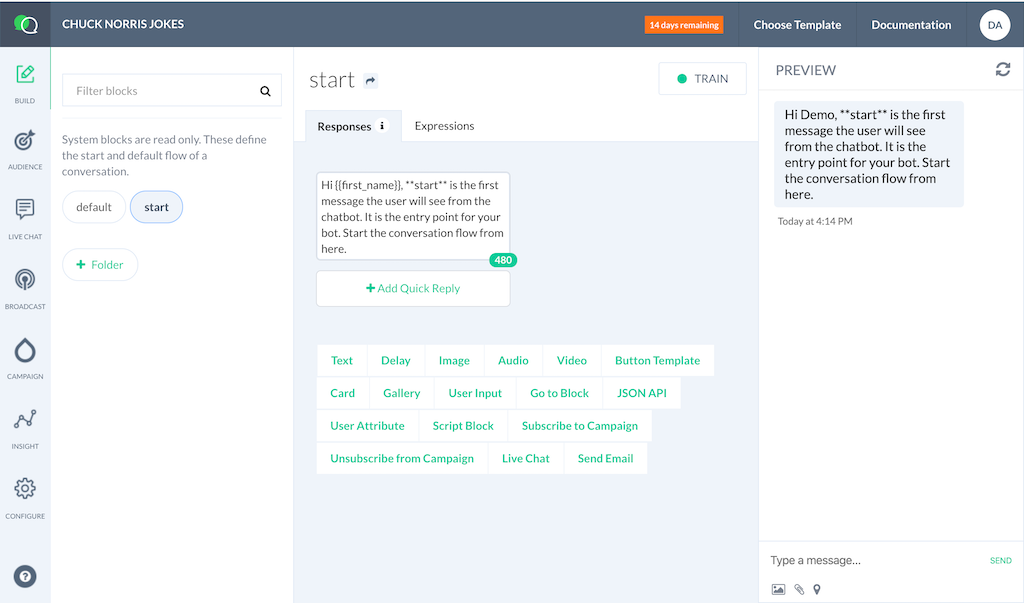 CHUCK NORRIS JOKES
14 days remaining
Choose Template
Documentation
DA
BUILD
AUDIENCE
LIVE CHAT
BROADCAST
CAMPAIGN
INSIGHT
CONFIGURE
?
Filter blocks
System blocks are read only. These define
the start and default flow of a
conversation.
default
start
+ Folder
start
TRAIN
Responses i
Expressions
Hi {{first_name}}, **start** is the first
message the user will see from the
chatbot. It is the entry point for your
bot. Start the conversation flow from
here.
480
+ Add Quick Reply
Text Delay Image Audio Video Button Template
Card Gallery User Input Go to Block JSON API
User Attribute Script Block Subscribe to Campaign
Unsubscribe from Campaign Live Chat Send Email
PREVIEW
Hi Demo, **start** is the first
message the user will see
from the chatbot. It is the
entry point for your bot. Start
the conversation flow from
here.
Today at 4:14 PM
Type a message...
SEND